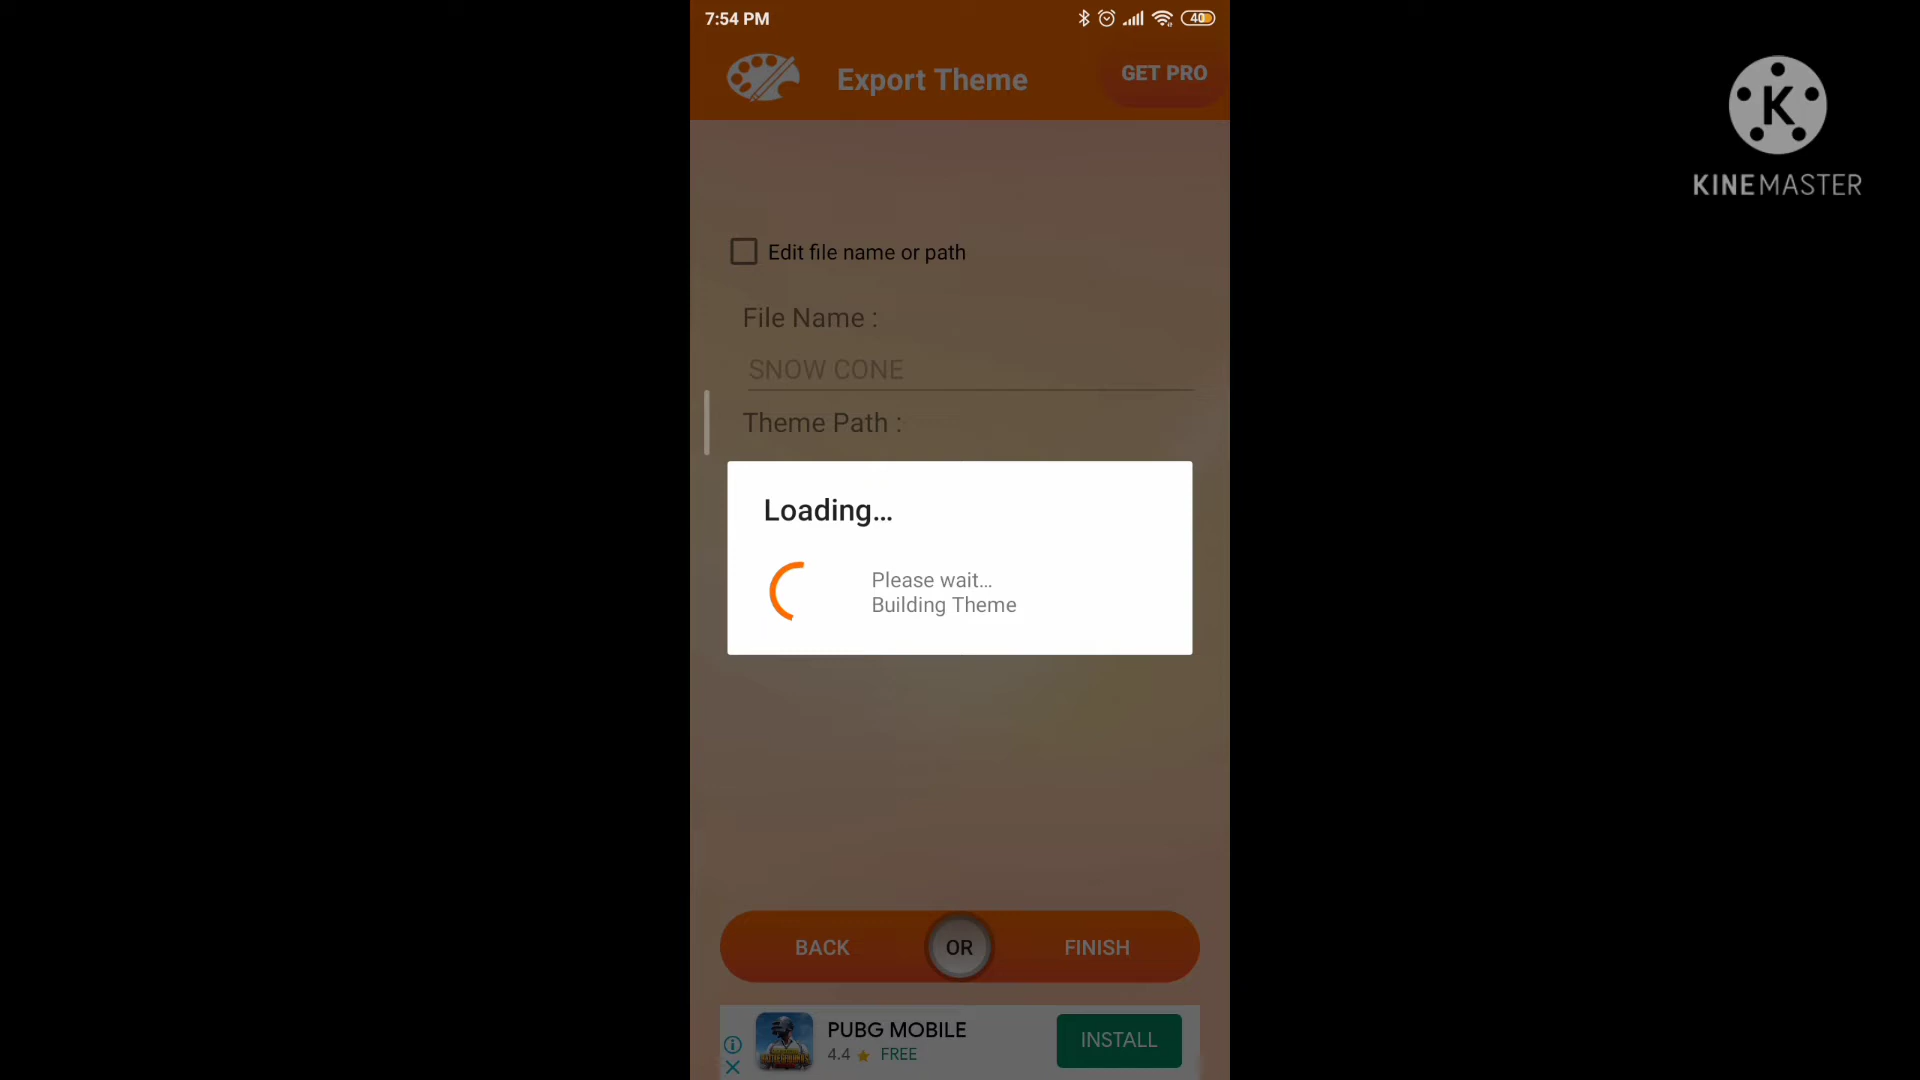 7:54 PM
40
Export Theme
GET PRO
K
KINEMASTER
Edit file name or path
File Name :
SNOW CONE
Theme Path :
Loading...
Please wait...
Building Theme
BACK
OR
FINISH
PUBG MOBILE
4.4 ★ FREE
INSTALL